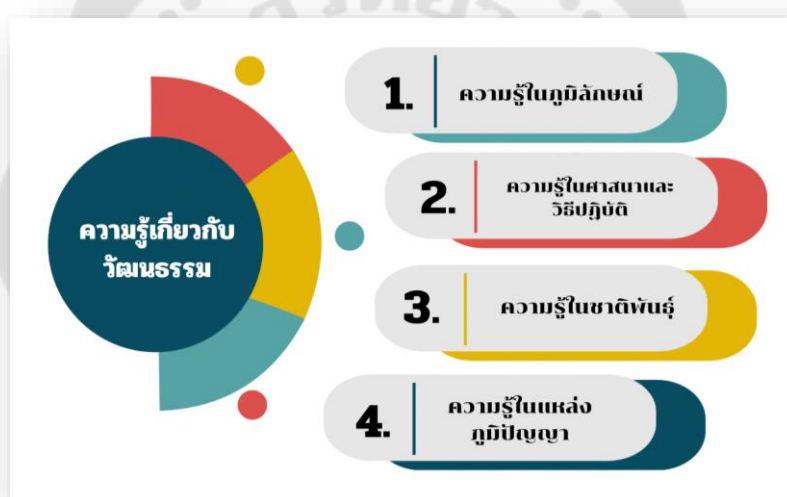 ความรู้เกี่ยวกับ
วัฒนธรรม
1. ความรู้ในภูมิลักษณ์
2. ความรู้ในศาสนาและ
วิธีปฏิบัติ
3. ความรู้ในชาติพันธุ์
4. ความรู้ในแหล่ง
ภูมิปัญญา